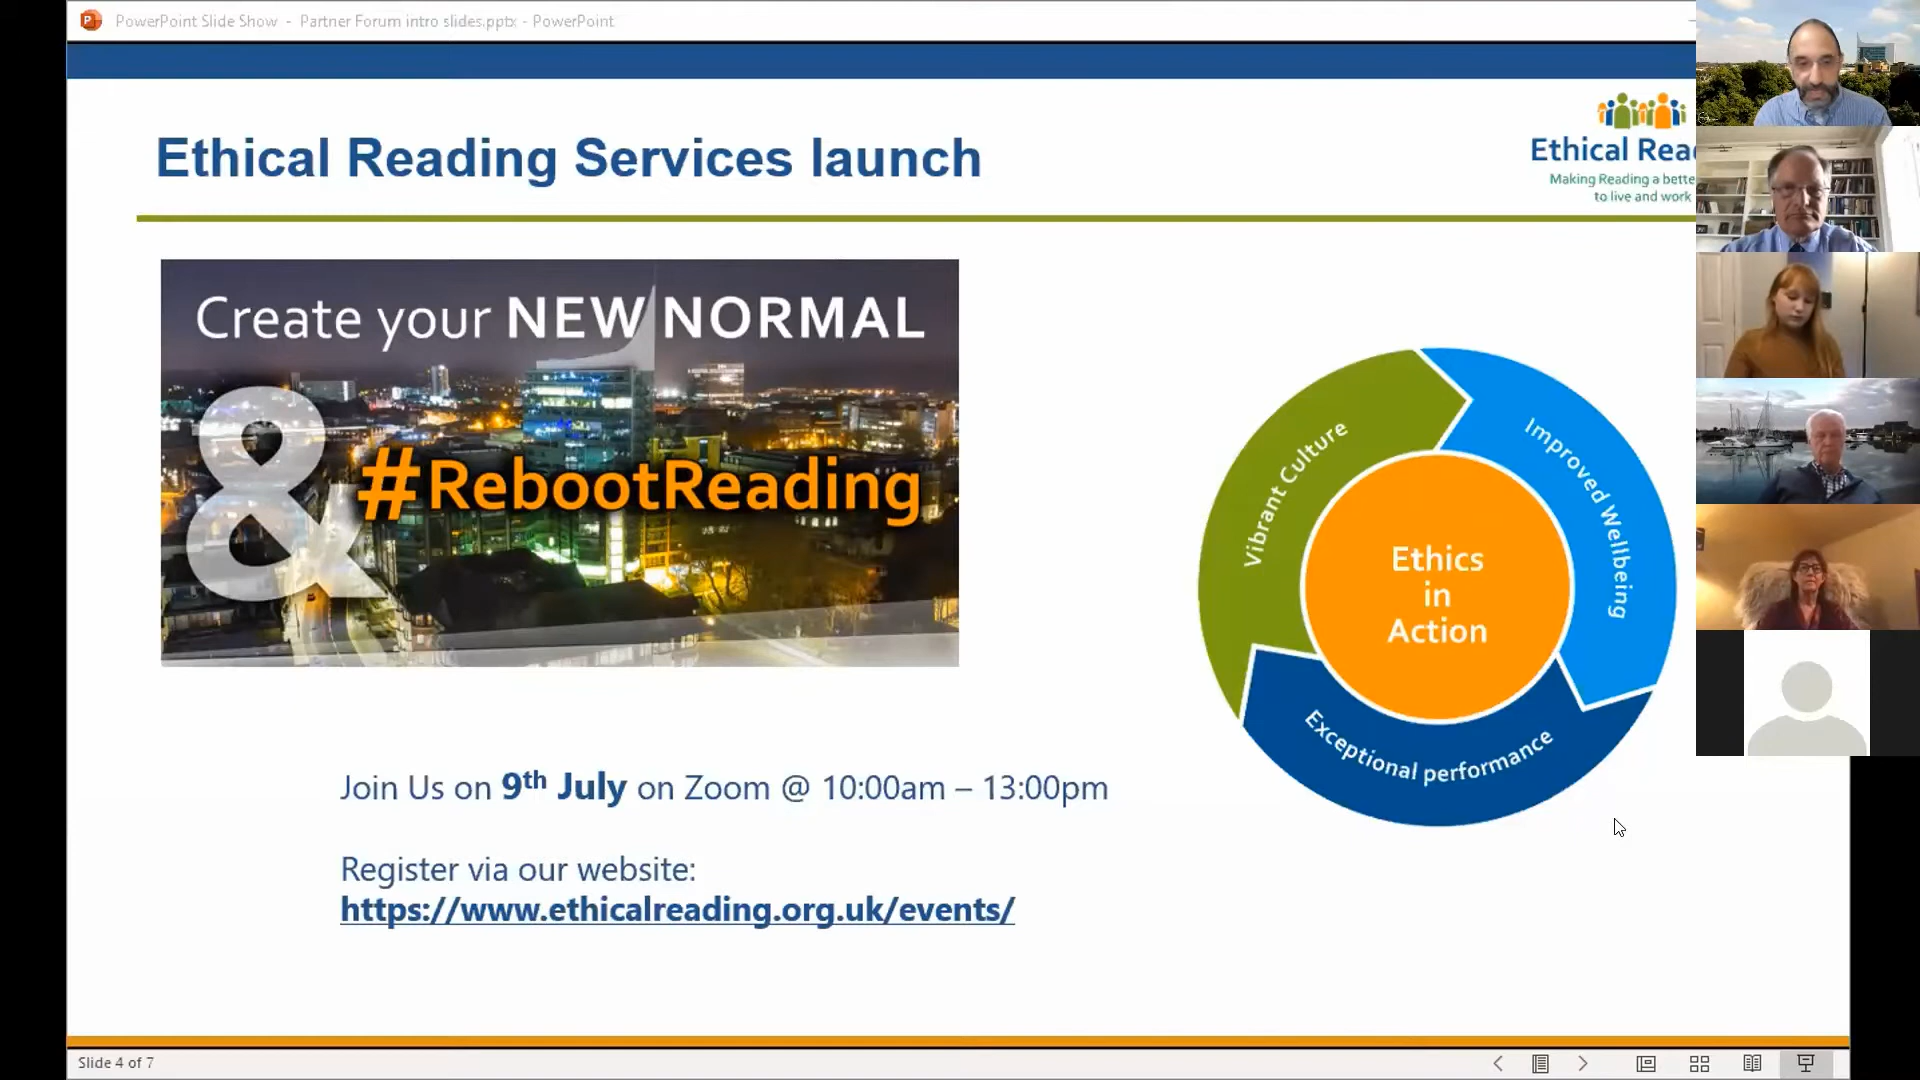 PowerPoint Slide Show - Partner Forum intro slides.pptx - PowerPoint
Ethical Reading Services launch
Ethical Rea
Making Reading a bette
to live and work
Create your NEW NORMAL
&
#RebootReading
Vibrant Culture
Improved Wellbeing
Exceptional performance
Ethics
in
Action
Join Us on 9th July on Zoom @ 10:00am – 13:00pm
Register via our website:
https://www.ethicalreading.org.uk/events/
Slide 4 of 7